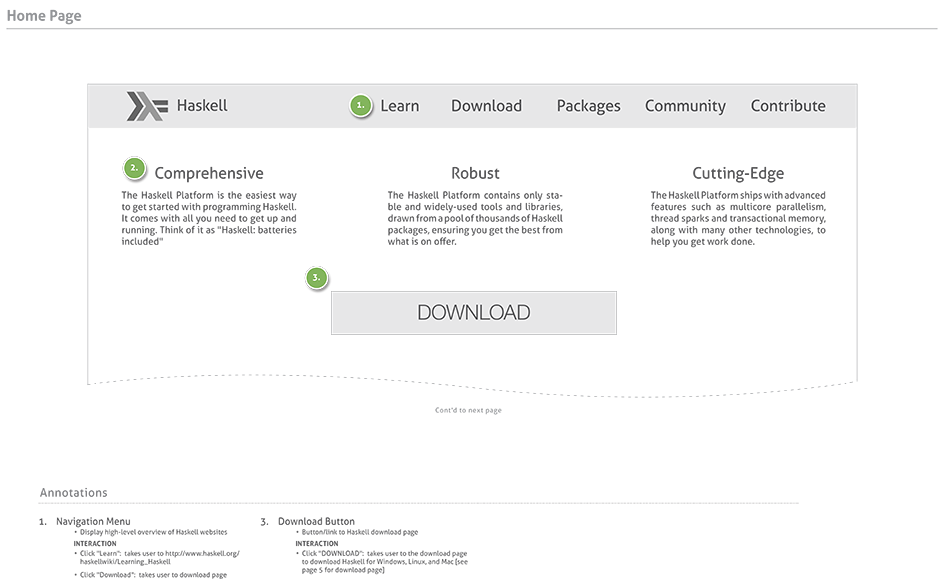 Home Page
Haskell
1. Learn Download Packages Community Contribute
2. Comprehensive
The Haskell Platform is the easiest way
to get started with programming Haskell.
It comes with all you need to get up and
running. Think of it as "Haskell: batteries
included"
Robust
The Haskell Platform contains only sta-
ble and widely-used tools and libraries,
drawn from a pool of thousands of Haskell
packages, ensuring you get the best from
what is on offer.
Cutting-Edge
The Haskell Platform ships with advanced
features such as multicore parallelism,
thread sparks and transactional memory,
along with many other technologies, to
help you get work done.
3.
DOWNLOAD
Cont'd to next page
Annotations
1. Navigation Menu
• Display high-level overview of Haskell websites
INTERACTION
• Click "Learn": takes user to http://www.haskell.org/
haskellwiki/Learning_Haskell
• Click "Download": takes user to download page
3. Download Button
• Button/link to Haskell download page
INTERACTION
• Click "DOWNLOAD": takes user to the download page
to download Haskell for Windows, Linux, and Mac [see
page 5 for download page]